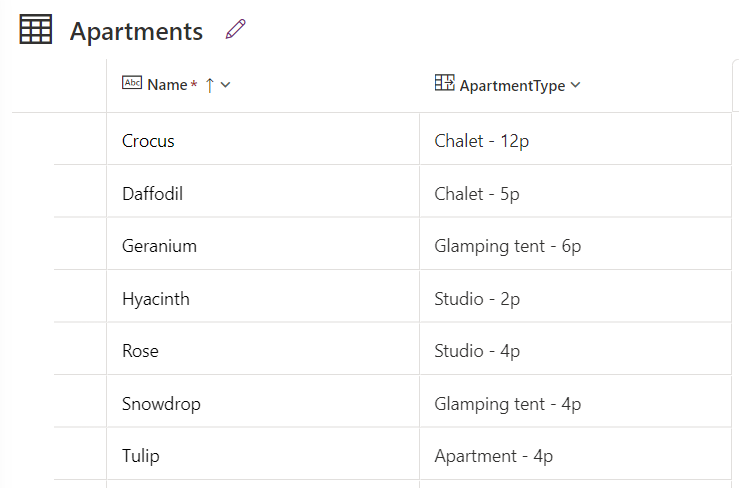 Apartments
Abc Name * ↑ ApartmentType
Crocus Chalet - 12p
Daffodil Chalet - 5p
Geranium Glamping tent - 6p
Hyacinth Studio - 2p
Rose Studio - 4p
Snowdrop Glamping tent - 4p
Tulip Apartment - 4p